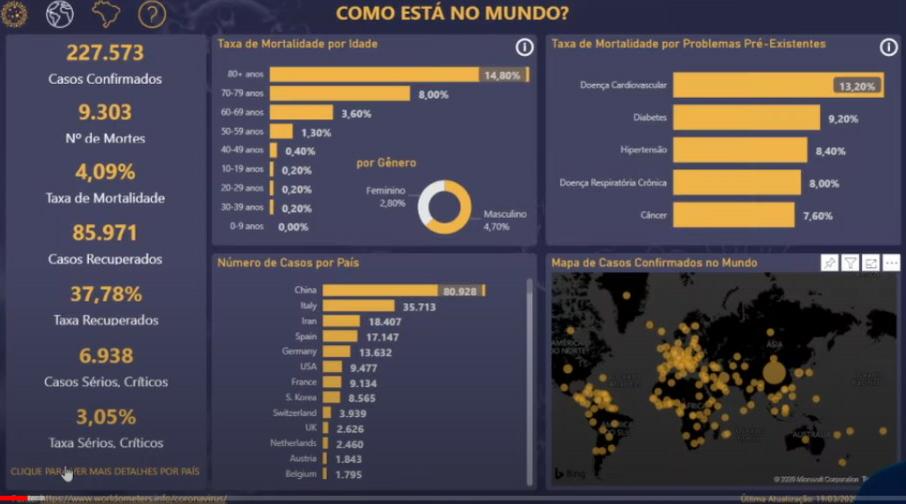 ?
COMO ESTÁ NO MUNDO?
227.573
Casos Confirmados
9.303
Nº de Mortes
4,09%
Taxa de Mortalidade
85.971
Casos Recuperados
37,78%
Taxa Recuperados
6.938
Casos Sérios, Críticos
3,05%
Taxa Sérios, Críticos
CLIQUE PARA VER MAIS DETALHES POR PAÍS
Taxa de Mortalidade por Idade
80+ anos 14,80%
70-79 anos 8,00%
60-69 anos 3,60%
50-59 anos 1,30%
40-49 anos 0,40%
10-19 anos 0,20%
20-29 anos 0,20%
30-39 anos 0,20%
0-9 anos 0,00%
por Gênero
Feminino
2,80%
Masculino
4,70%
Taxa de Mortalidade por Problemas Pré-Existentes
Doença Cardiovascular 13,20%
Diabetes 9,20%
Hipertensão 8,40%
Doença Respiratória Crônica 8,00%
Câncer 7,60%
Número de Casos por País
China 80.928
Italy 35.713
Iran 18.407
Spain 17.147
Germany 13.632
USA 9.477
France 9.134
S. Korea 8.565
Switzerland 3.939
UK 2.626
Netherlands 2.460
Austria 1.843
Belgium 1.795
Mapa de Casos Confirmados no Mundo
AMÉRICA
DO NORTE
ÁSIA
ÁFRICA
AMÉRICA
DO SUL
AUSTRÁLIA
Bing
© 2020 Microsoft Corporation
https://www.worldometers.info/coronavirus/
Última Atualização: 19/03/202